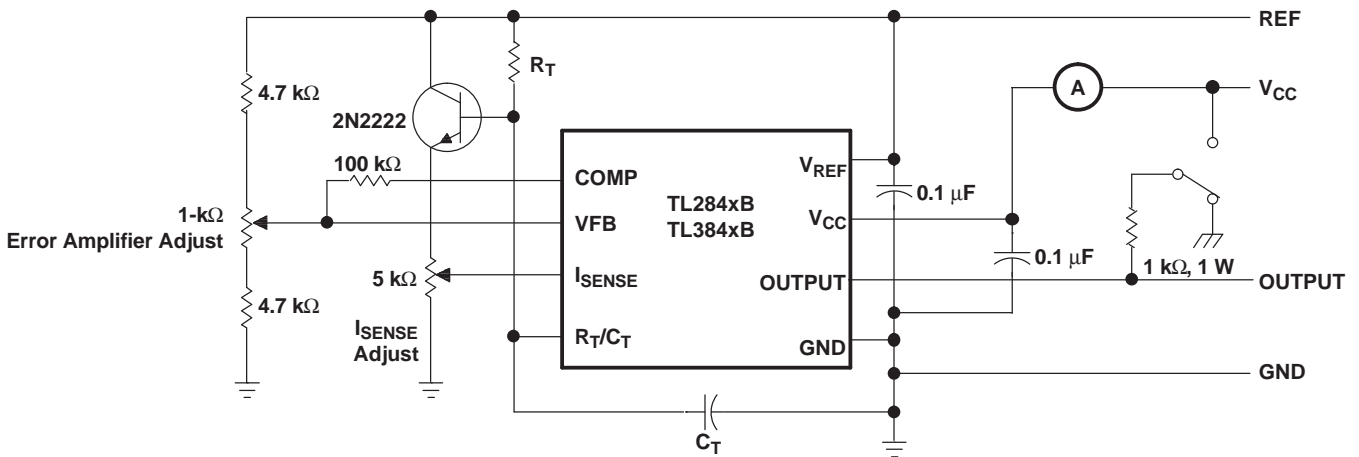 REF
R_T
4.7 kΩ
2N2222
A
V_CC
100 kΩ
COMP
V_REF
0.1 μF
TL284xB
TL384xB
1-kΩ
Error Amplifier Adjust
VFB
V_CC
0.1 μF
1 kΩ, 1 W
5 kΩ
I_SENSE
OUTPUT
OUTPUT
4.7 kΩ
I_SENSE
Adjust
R_T/C_T
GND
GND
C_T